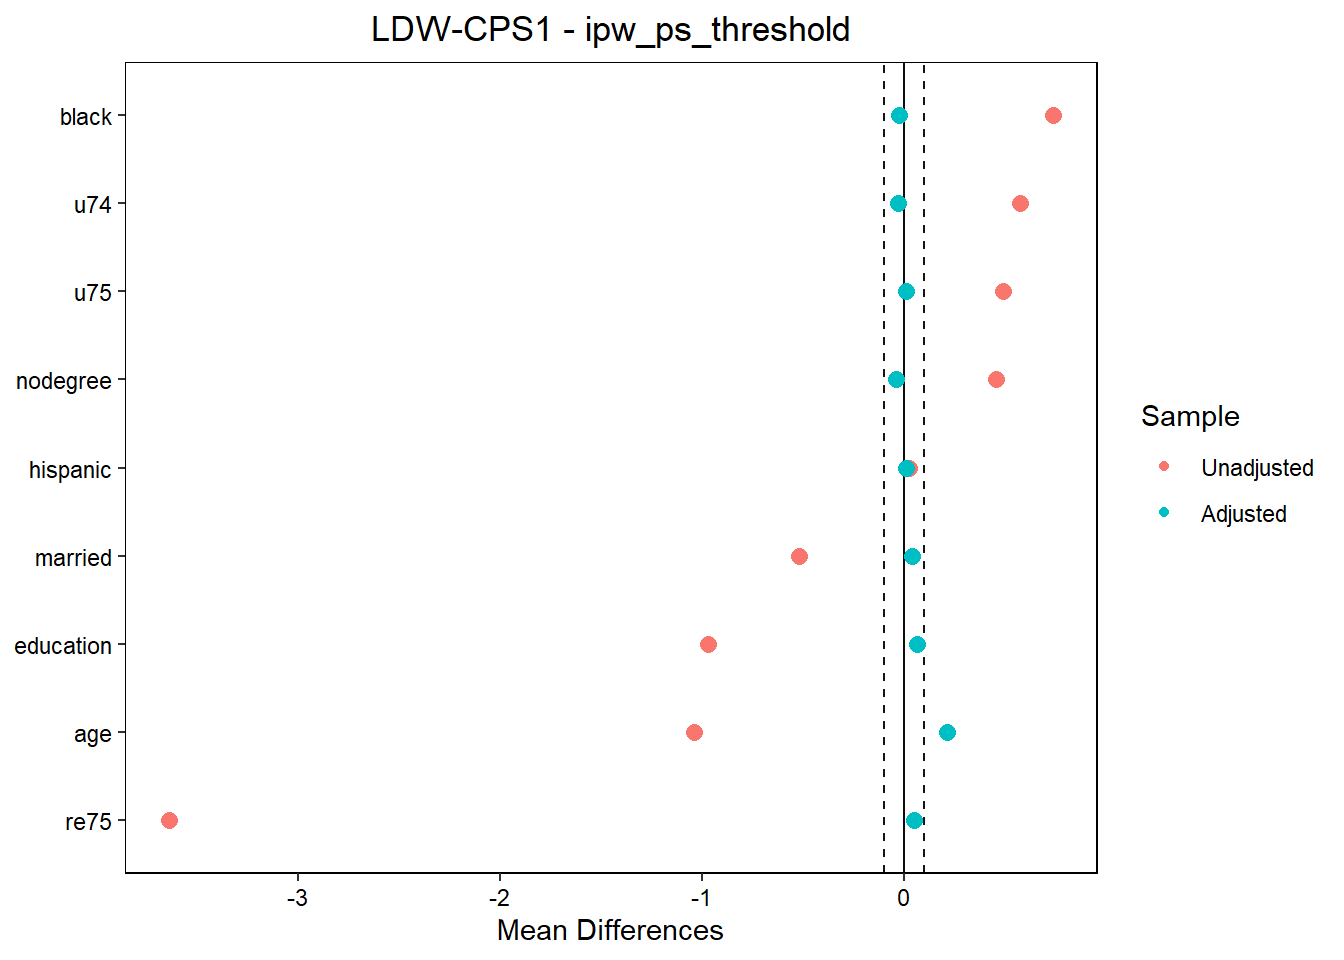 LDW-CPS1 - ipw_ps_threshold
black
u74
u75
nodegree
hispanic
married
education
age
re75
-3
-2
-1
0
Mean Differences
Sample
Unadjusted
Adjusted